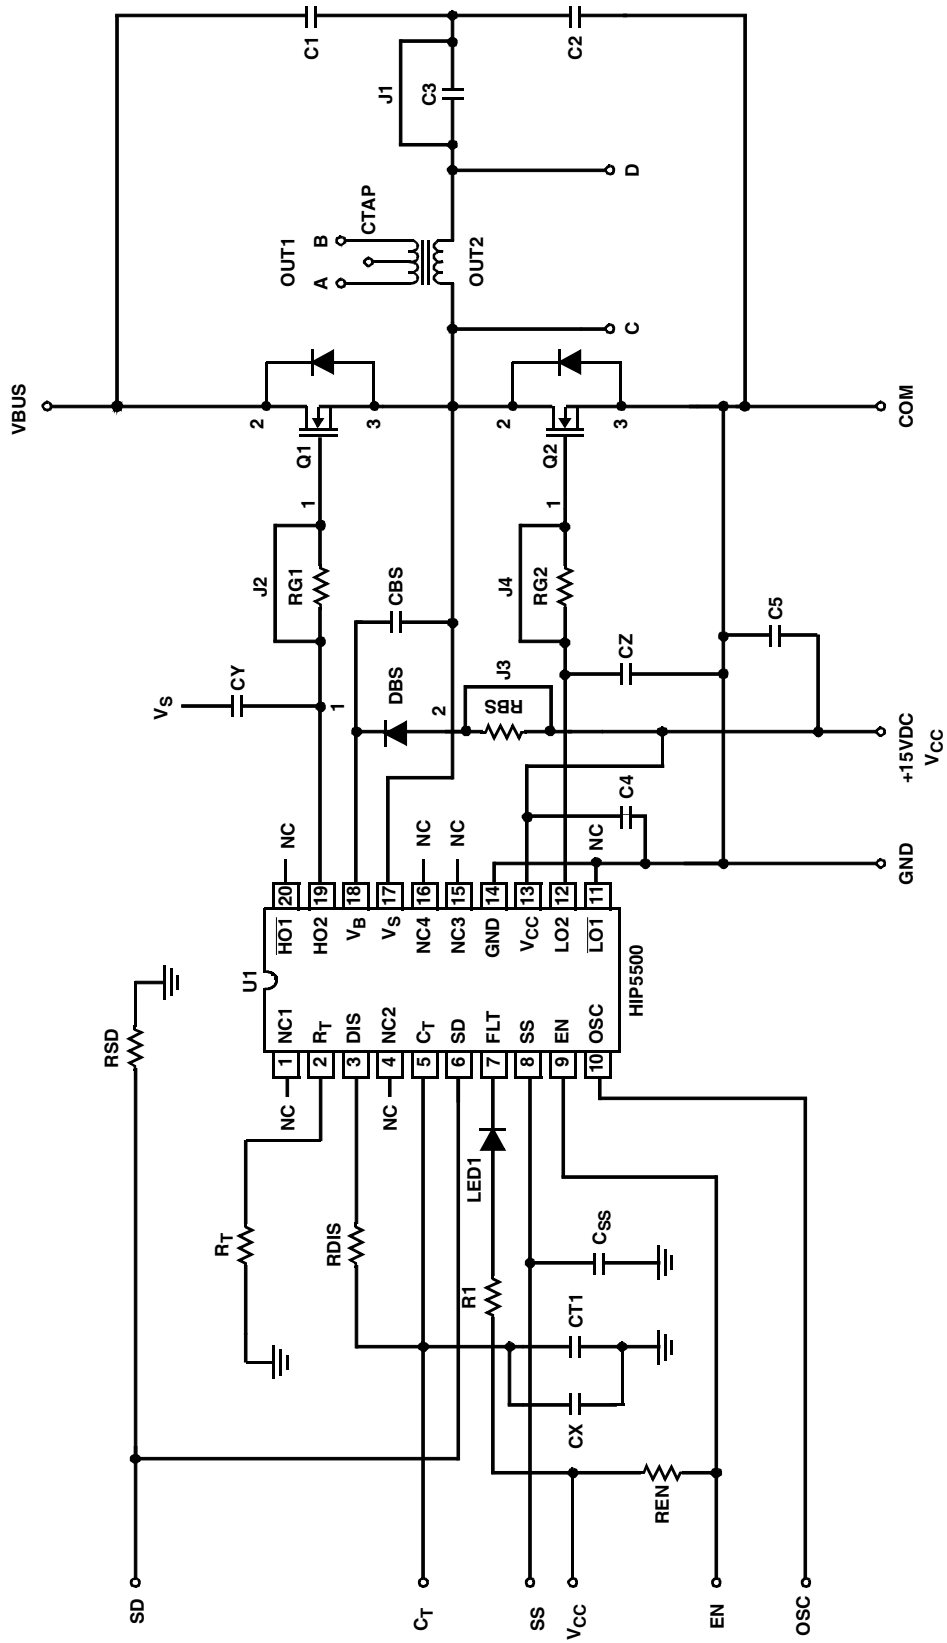 SD
CT
SS
VCC
EN
OSC
RSD
RT
RDIS
R1
LED1
CSS
CT1
CX
REN
NC
NC
U1
HIP5500
1 NC1
2 RT
3 DIS
4 NC2
5 CT
6 SD
7 FLT
8 SS
9 EN
10 OSC
20 HO1
19 HO2
18 VB
17 VS
16 NC4
15 NC3
14 GND
13 VCC
12 LO2
11 LO1
NC
NC
NC
NC
VS
CY
1
J2
RG1
1
Q1
2
3
DBS
CBS
2
RBS
J3
C4
CZ
J4
RG2
1
Q2
2
3
C5
GND
+15VDC
VCC
COM
VBUS
OUT1
A
B
CTAP
OUT2
C
D
J1
C3
C1
C2